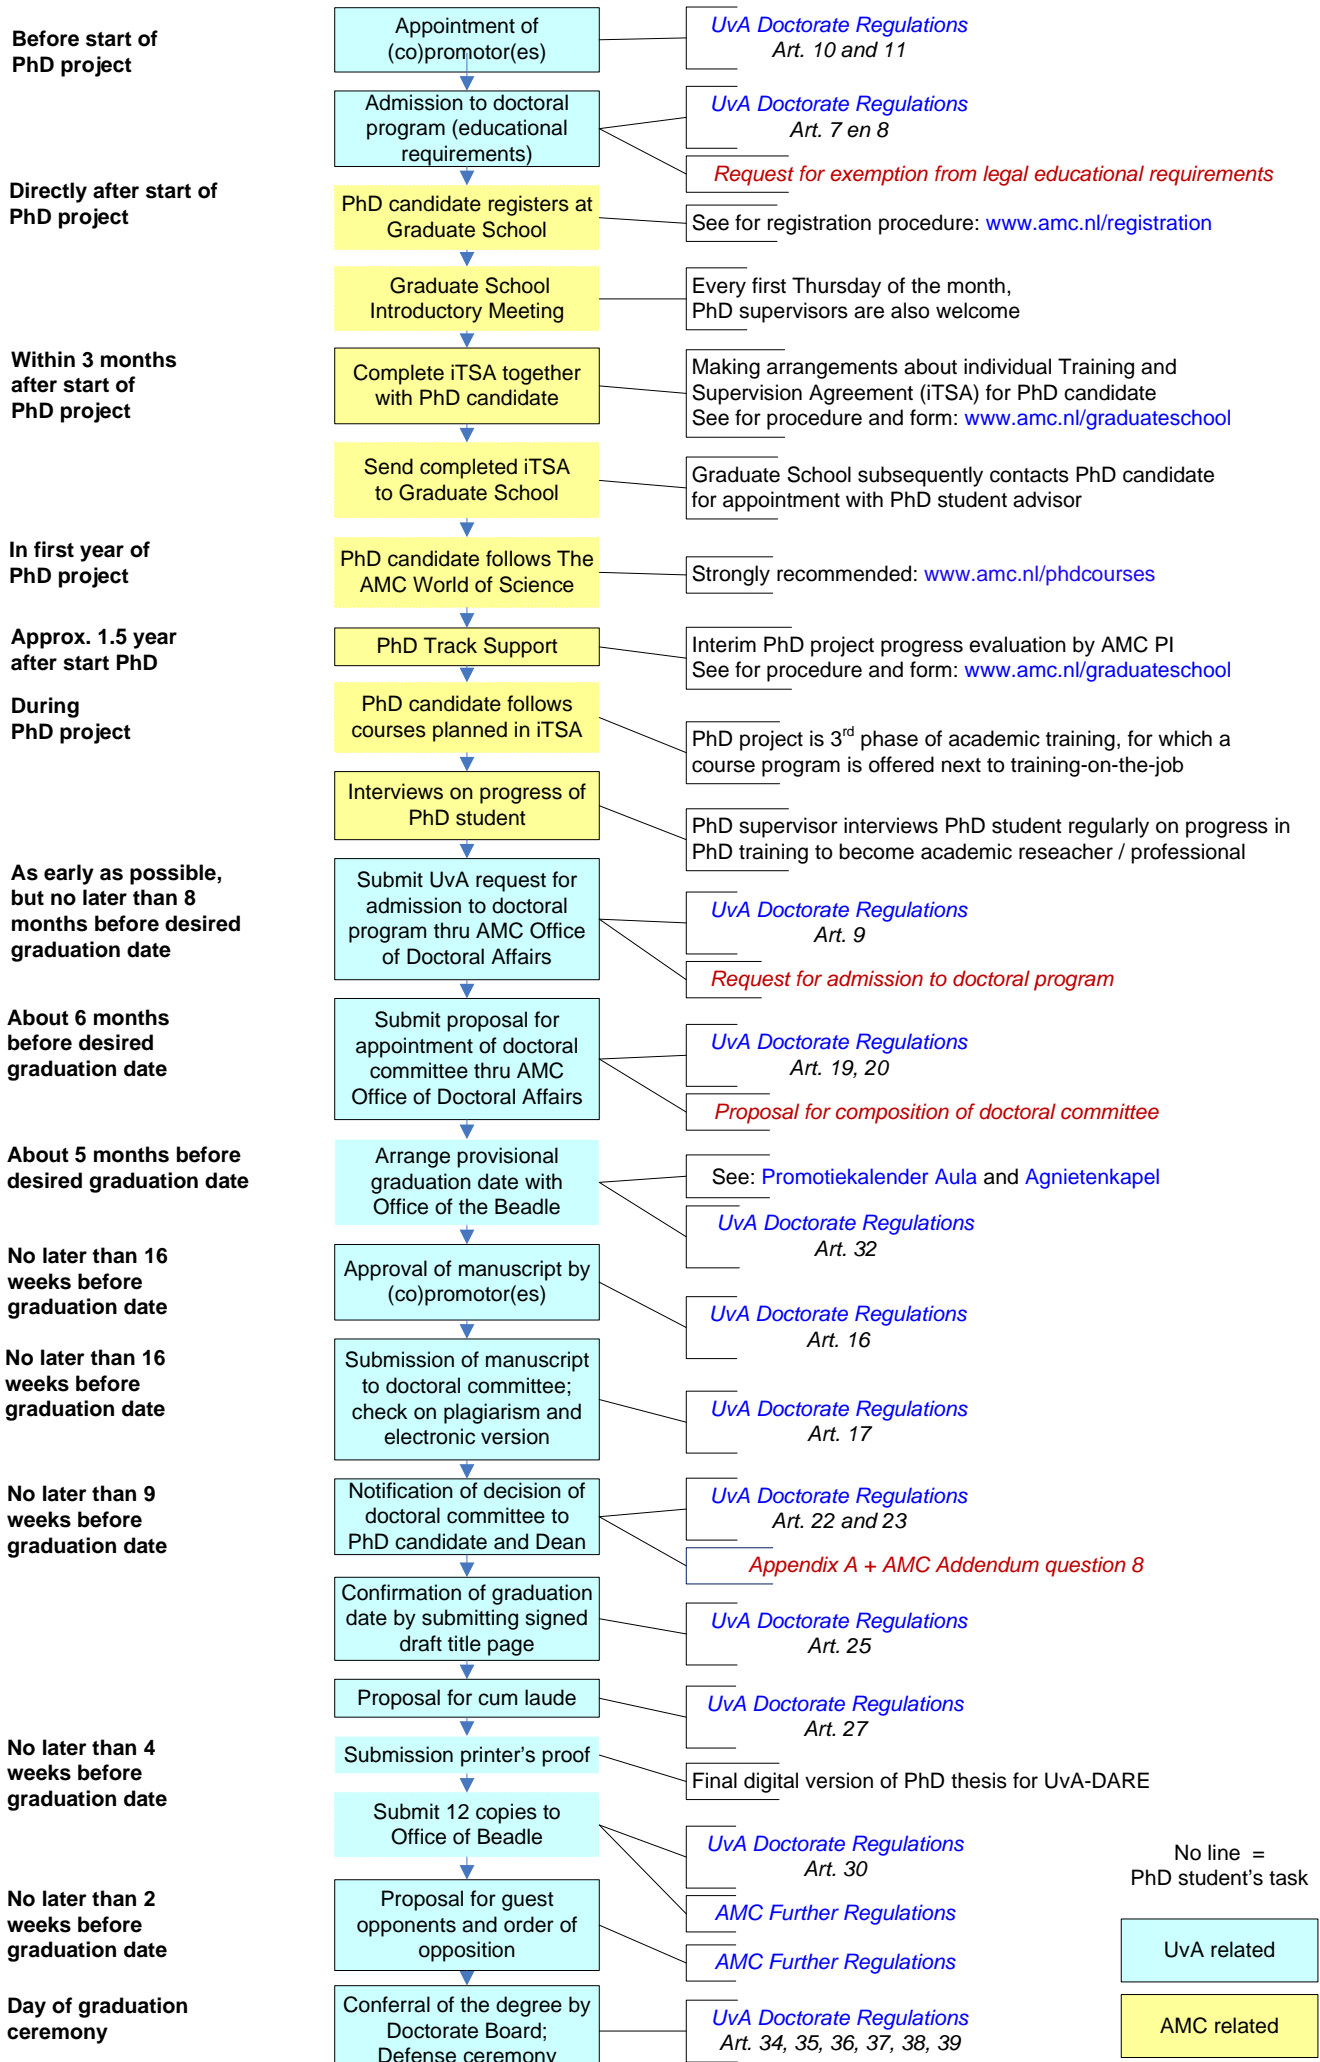 Before start of
PhD project
Appointment of
(co)promotor(es)
UvA Doctorate Regulations
Art. 10 and 11
Admission to doctoral
program (educational
requirements)
UvA Doctorate Regulations
Art. 7 en 8
Request for exemption from legal educational requirements
Directly after start of
PhD project
PhD candidate registers at
Graduate School
See for registration procedure: www.amc.nl/registration
Graduate School
Introductory Meeting
Every first Thursday of the month,
PhD supervisors are also welcome
Within 3 months
after start of
PhD project
Complete iTSA together
with PhD candidate
Making arrangements about individual Training and
Supervision Agreement (iTSA) for PhD candidate
See for procedure and form: www.amc.nl/graduateschool
Send completed iTSA
to Graduate School
Graduate School subsequently contacts PhD candidate
for appointment with PhD student advisor
In first year of
PhD project
PhD candidate follows The
AMC World of Science
Strongly recommended: www.amc.nl/phdcourses
Approx. 1.5 year
after start PhD
PhD Track Support
Interim PhD project progress evaluation by AMC PI
See for procedure and form: www.amc.nl/graduateschool
During
PhD project
PhD candidate follows
courses planned in iTSA
PhD project is 3rd phase of academic training, for which a
course program is offered next to training-on-the-job
Interviews on progress of
PhD student
PhD supervisor interviews PhD student regularly on progress in
PhD training to become academic reseacher / professional
As early as possible,
but no later than 8
months before desired
graduation date
Submit UvA request for
admission to doctoral
program thru AMC Office
of Doctoral Affairs
UvA Doctorate Regulations
Art. 9
Request for admission to doctoral program
About 6 months
before desired
graduation date
Submit proposal for
appointment of doctoral
committee thru AMC
Office of Doctoral Affairs
UvA Doctorate Regulations
Art. 19, 20
Proposal for composition of doctoral committee
About 5 months before
desired graduation date
Arrange provisional
graduation date with
Office of the Beadle
See: Promotiekalender Aula and Agnietenkapel
UvA Doctorate Regulations
Art. 32
No later than 16
weeks before
graduation date
Approval of manuscript by
(co)promotor(es)
UvA Doctorate Regulations
Art. 16
No later than 16
weeks before
graduation date
Submission of manuscript
to doctoral committee;
check on plagiarism and
electronic version
UvA Doctorate Regulations
Art. 17
No later than 9
weeks before
graduation date
Notification of decision of
doctoral committee to
PhD candidate and Dean
UvA Doctorate Regulations
Art. 22 and 23
Appendix A + AMC Addendum question 8
Confirmation of graduation
date by submitting signed
draft title page
UvA Doctorate Regulations
Art. 25
Proposal for cum laude
UvA Doctorate Regulations
Art. 27
No later than 4
weeks before
graduation date
Submission printer's proof
Final digital version of PhD thesis for UvA-DARE
Submit 12 copies to
Office of Beadle
UvA Doctorate Regulations
Art. 30
AMC Further Regulations
No later than 2
weeks before
graduation date
Proposal for guest
opponents and order of
opposition
AMC Further Regulations
Day of graduation
ceremony
Conferral of the degree by
Doctorate Board;
Defense ceremony
UvA Doctorate Regulations
Art. 34, 35, 36, 37, 38, 39
No line =
PhD student's task
UvA related
AMC related